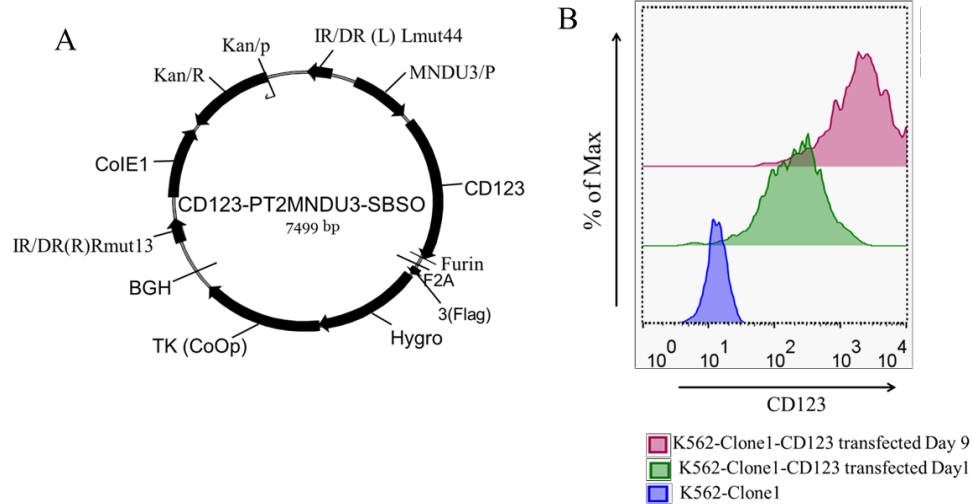 A
Kan/p
IR/DR (L) Lmut44
Kan/R
MNDU3/P
ColE1
CD123
CD123-PT2MNDU3-SBSO
7499 bp
IR/DR(R)Rmut13
Furin
F2A
BGH
3(Flag)
Hygro
TK (CoOp)
B
% of Max
10^0 10^1 10^2 10^3 10^4
CD123
K562-Clone1-CD123 transfected Day 9
K562-Clone1-CD123 transfected Day1
K562-Clone1